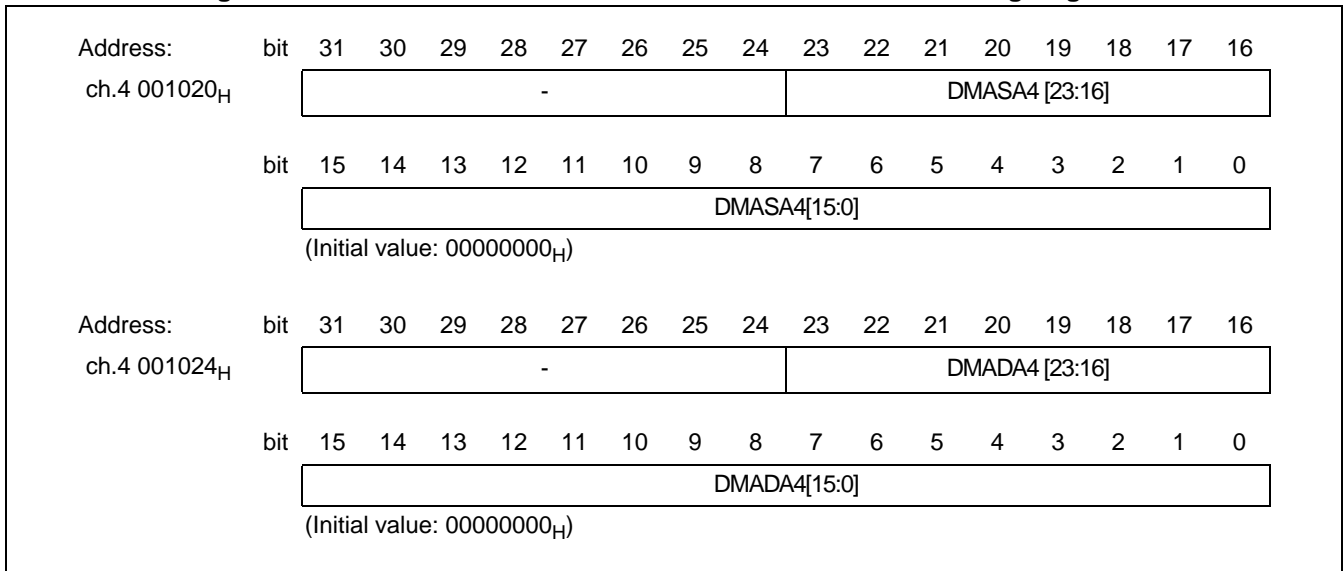 Address: bit 31 30 29 28 27 26 25 24 23 22 21 20 19 18 17 16
ch.4 001020H - DMASA4 [23:16]
bit 15 14 13 12 11 10 9 8 7 6 5 4 3 2 1 0
DMASA4[15:0]
(Initial value: 00000000H)
Address: bit 31 30 29 28 27 26 25 24 23 22 21 20 19 18 17 16
ch.4 001024H - DMADA4 [23:16]
bit 15 14 13 12 11 10 9 8 7 6 5 4 3 2 1 0
DMADA4[15:0]
(Initial value: 00000000H)